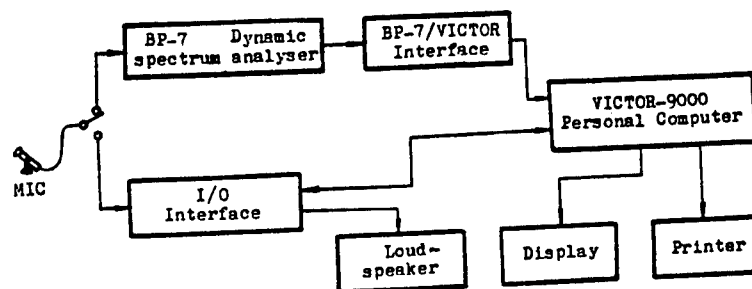 BP-7 Dynamic
spectrum analyser
BP-7/VICTOR
Interface
VICTOR-9000
Personal Computer
MIC
I/O
Interface
Loud-
speaker
Display
Printer